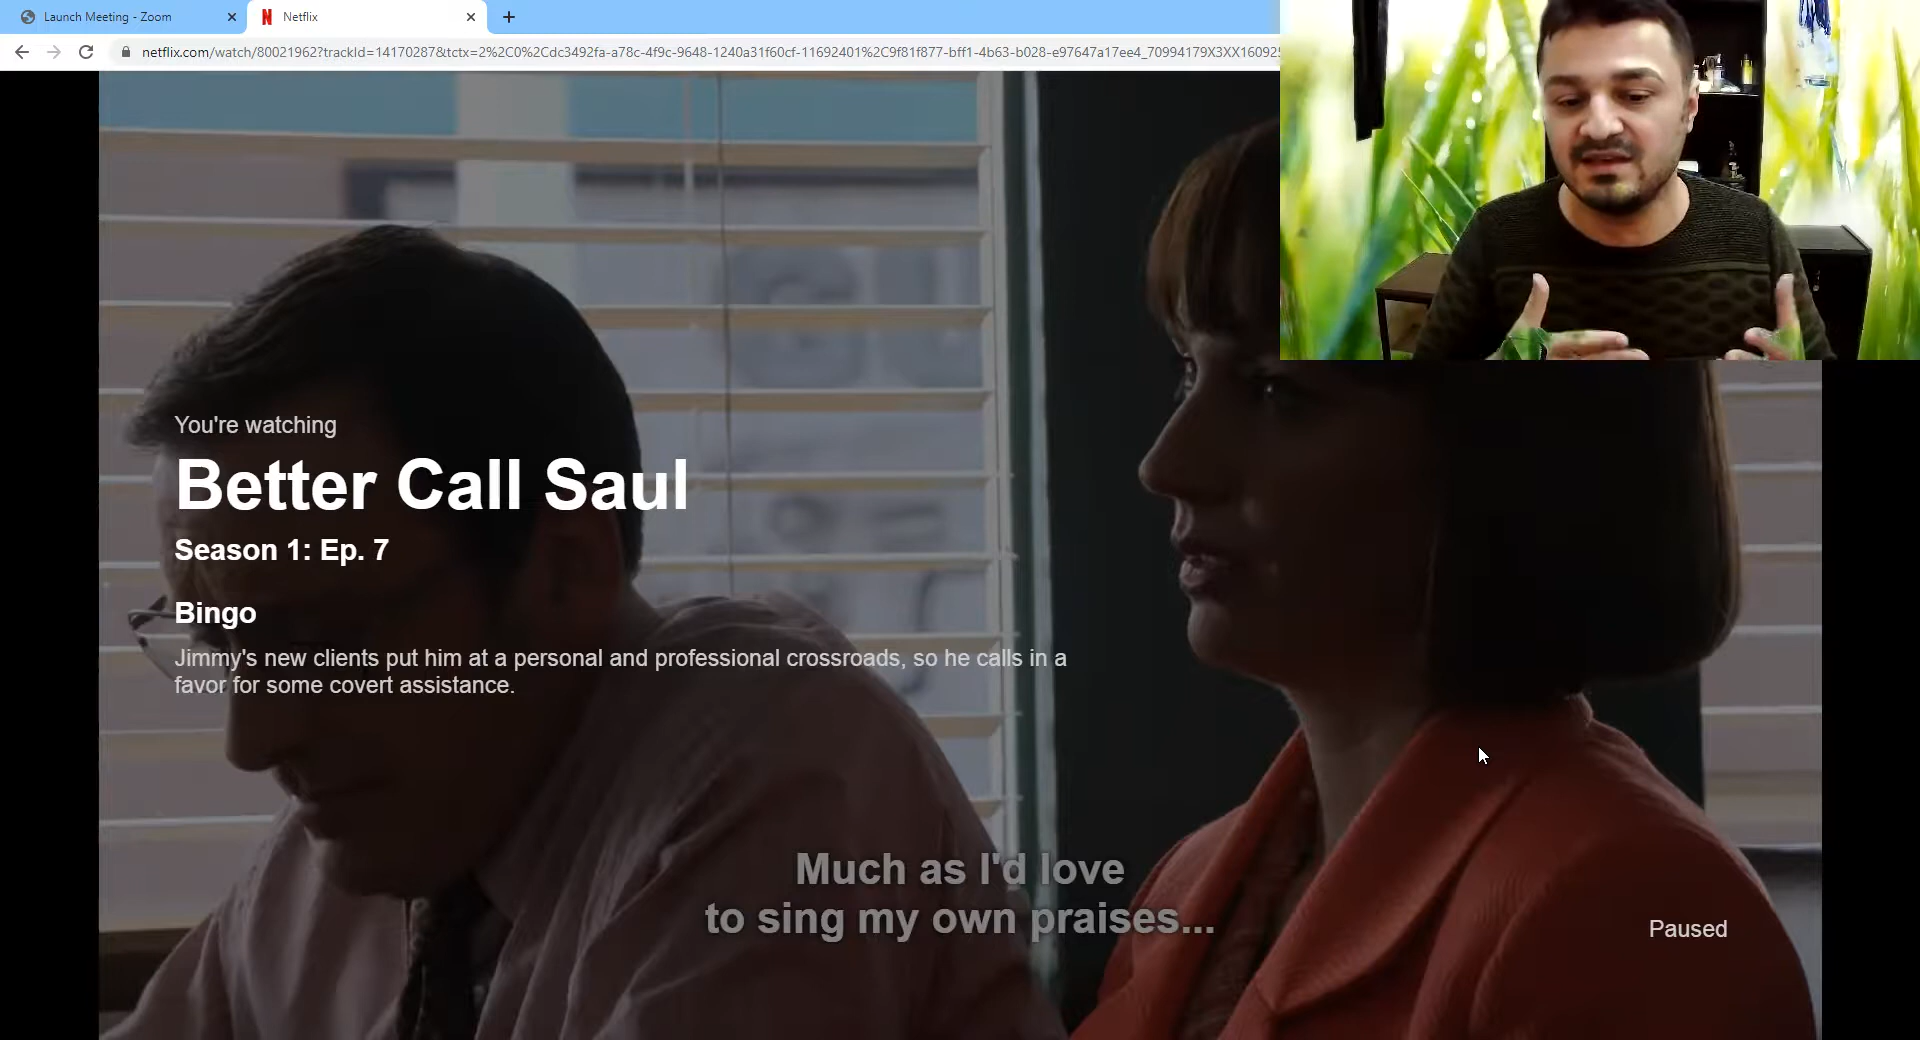 Launch Meeting - Zoom
Netflix
netflix.com/watch/80021962?trackId=14170287&tctx=2%2C0%2Cdc3492fa-a78c-4f9c-9648-1240a31f60cf-11692401%2C9f81f877-bff1-4b63-b028-e97647a17ee4_70994179X3XX16092
You're watching
Better Call Saul
Season 1: Ep. 7
Bingo
Jimmy's new clients put him at a personal and professional crossroads, so he calls in a
favor for some covert assistance.
Much as I'd love
to sing my own praises...
Paused